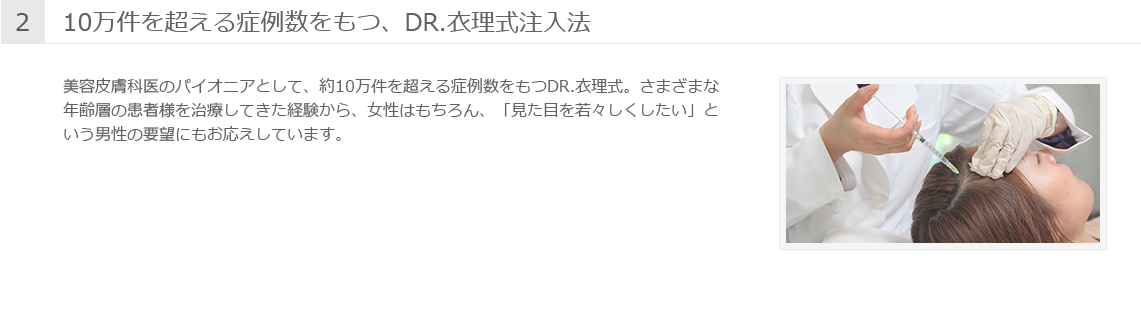 2
10万件を超える症例数をもつ、DR.衣理式注入法
美容皮膚科医のパイオニアとして、約10万件を超える症例数をもつDR.衣理式。さまざまな
年齢層の患者様を治療してきた経験から、女性はもちろん、「見た目を若々しくしたい」と
いう男性の要望にもお応えしています。